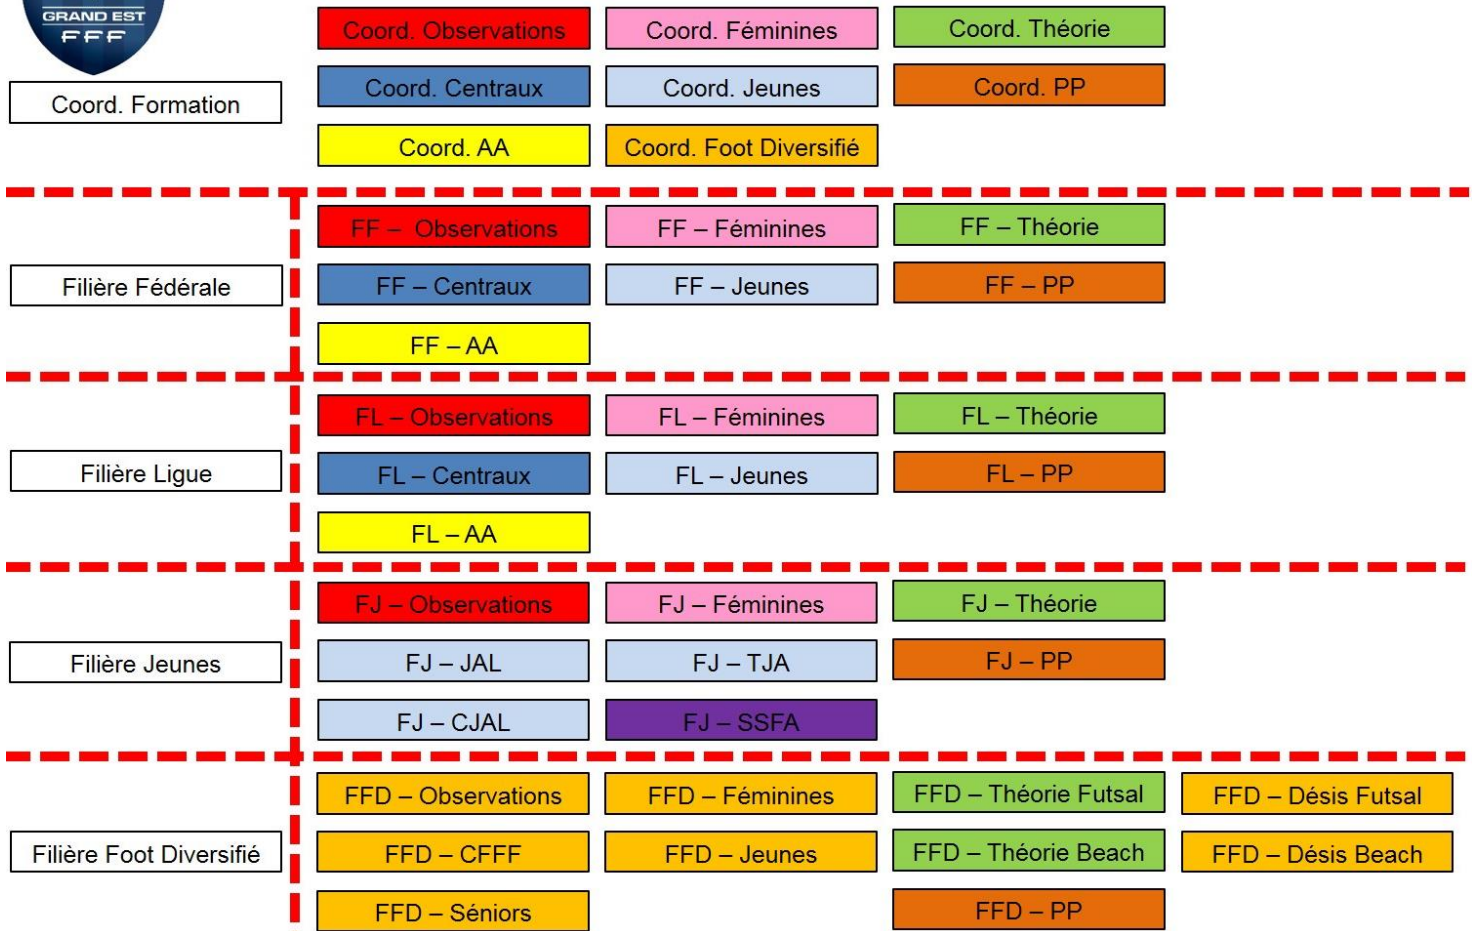 GRAND EST
FFF
Coord. Observations
Coord. Féminines
Coord. Théorie
Coord. Formation
Coord. Centraux
Coord. Jeunes
Coord. PP
Coord. AA
Coord. Foot Diversifié
FF – Observations
FF – Féminines
FF – Théorie
Filière Fédérale
FF – Centraux
FF – Jeunes
FF – PP
FF – AA
FL – Observations
FL – Féminines
FL – Théorie
Filière Ligue
FL – Centraux
FL – Jeunes
FL – PP
FL – AA
FJ – Observations
FJ – Féminines
FJ – Théorie
Filière Jeunes
FJ – JAL
FJ – TJA
FJ – PP
FJ – CJAL
FJ – SSFA
FFD – Observations
FFD – Féminines
FFD – Théorie Futsal
FFD – Désis Futsal
Filière Foot Diversifié
FFD – CFFF
FFD – Jeunes
FFD – Théorie Beach
FFD – Désis Beach
FFD – Séniors
FFD – PP